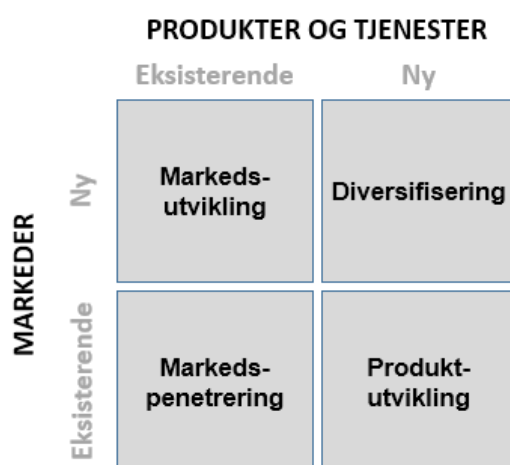 PRODUKTER OG TJENESTER
Eksisterende
Ny
MARKEDER
Ny
Markeds-
utvikling
Diversifisering
Eksisterende
Markeds-
penetrering
Produkt-
utvikling